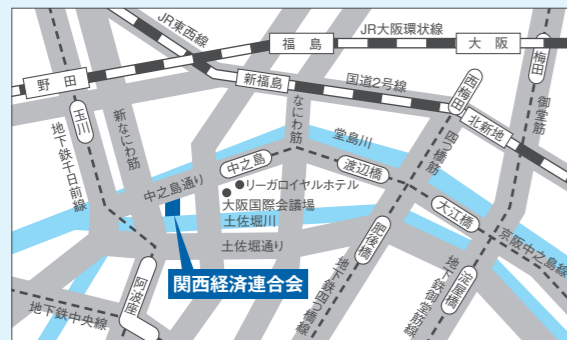 JR東西線
福島
JR大阪環状線
大阪
梅田
御堂筋
野田
新福島
国道2号線
西梅田
北新地
玉川
地下鉄千日前線
新なにわ筋
なにわ筋
堂島川
四つ橋筋
中之島
渡辺橋
中之島通り
リーガロイヤルホテル
大阪国際会議場
土佐堀川
土佐堀通り
大江橋
京阪中之島線
肥後橋
淀屋橋
関西経済連合会
阿波座
地下鉄中央線
地下鉄四つ橋線
地下鉄御堂筋線